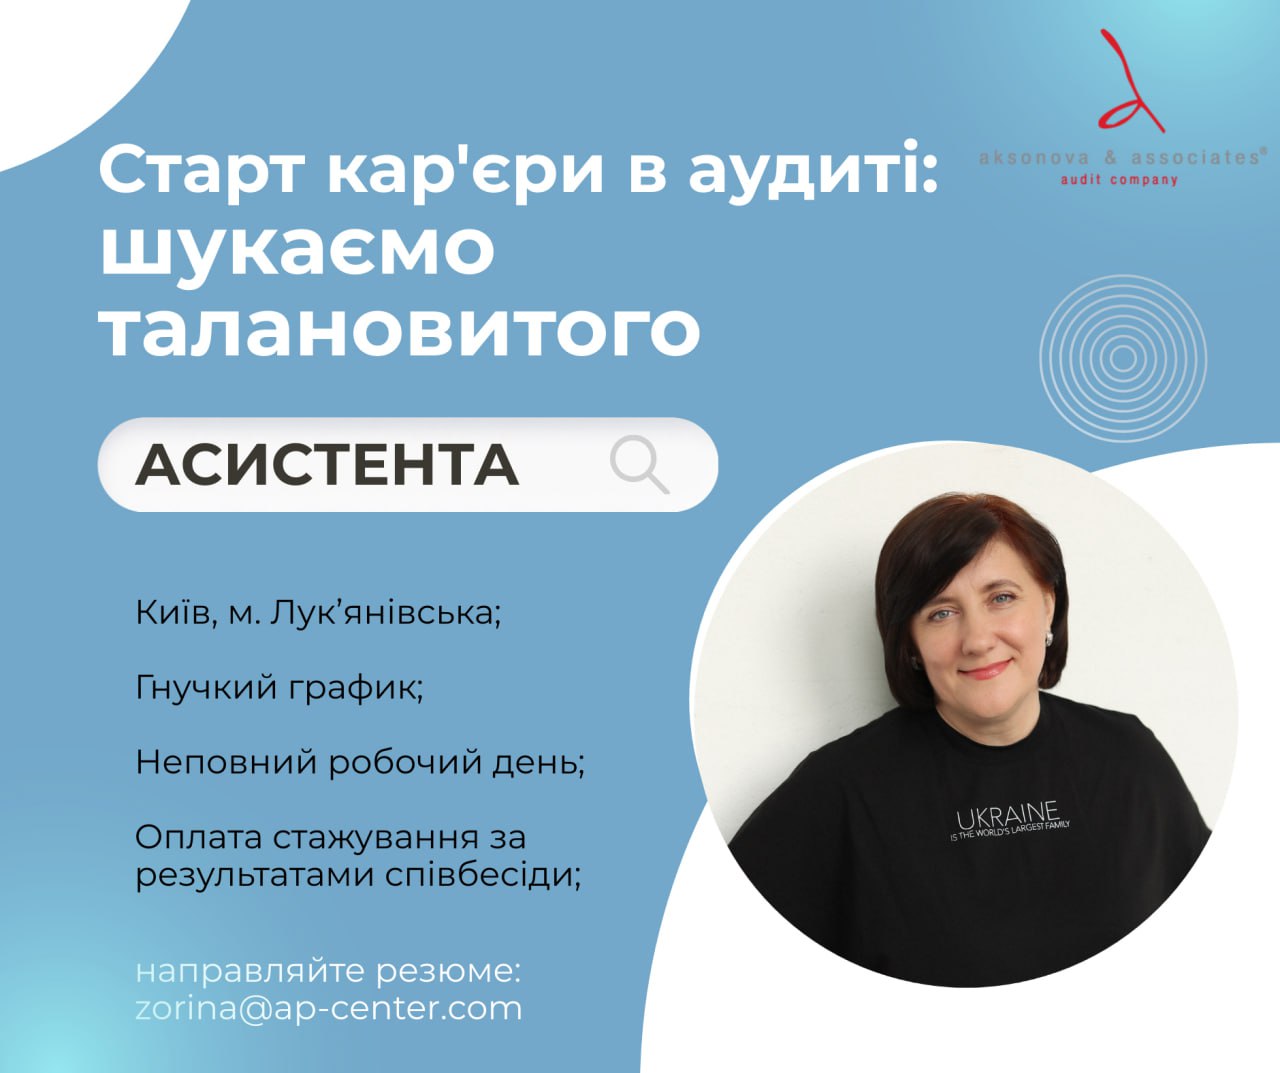 aksonova & associates®
audit company
Старт кар'єри в аудиті:
шукаємо
талановитого
АСИСТЕНТА
Київ, м. Лук’янівська;
Гнучкий графік;
Неповний робочий день;
Оплата стажування за
результатами співбесіди;
направляйте резюме:
zorina@ap-center.com
UKRAINE
IS THE WORLD'S LARGEST FAMILY